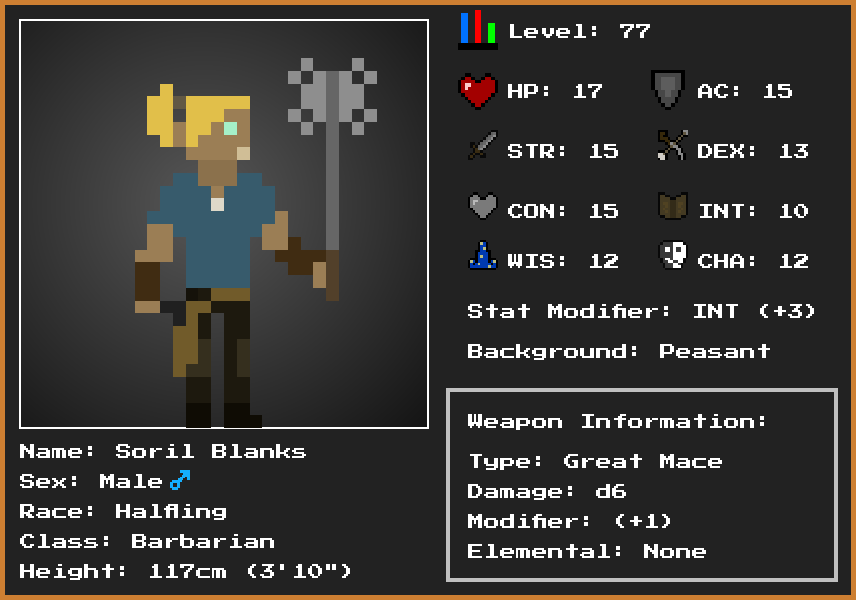 Level: 77
HP: 17
AC: 15
STR: 15
DEX: 13
CON: 15
INT: 10
WIS: 12
CHA: 12
Stat Modifier: INT (+3)
Background: Peasant
Weapon Information:
Type: Great Mace
Damage: d6
Modifier: (+1)
Elemental: None
Name: Soril Blanks
Sex: Male ♂
Race: Halfling
Class: Barbarian
Height: 117cm (3'10")